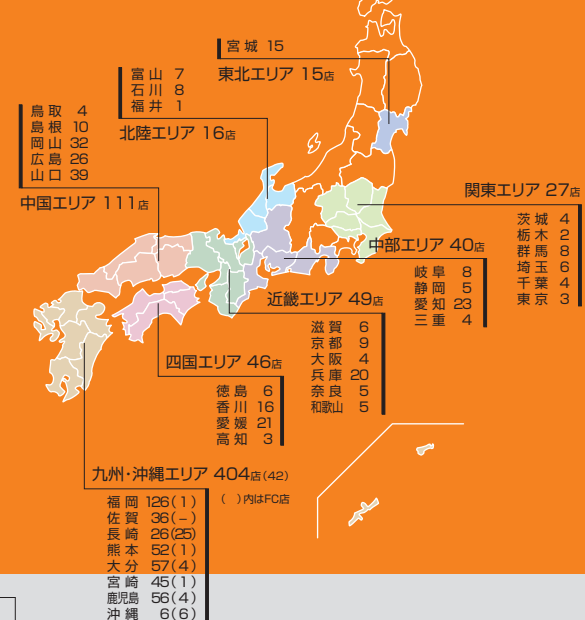 宮城 15
東北エリア 15店
富山 7
石川 8
福井 1
北陸エリア 16店
鳥取 4
島根 10
岡山 32
広島 26
山口 39
中国エリア 111店
関東エリア 27店
茨城 4
栃木 2
群馬 8
埼玉 6
千葉 4
東京 3
中部エリア 40店
岐阜 8
静岡 5
愛知 23
三重 4
近畿エリア 49店
滋賀 6
京都 9
大阪 4
兵庫 20
奈良 5
和歌山 5
四国エリア 46店
徳島 6
香川 16
愛媛 21
高知 3
九州・沖縄エリア 404店(42)
( )内はFC店
福岡 126(1)
佐賀 36(−)
長崎 26(25)
熊本 52(1)
大分 57(4)
宮崎 45(1)
鹿児島 56(4)
沖縄 6(6)